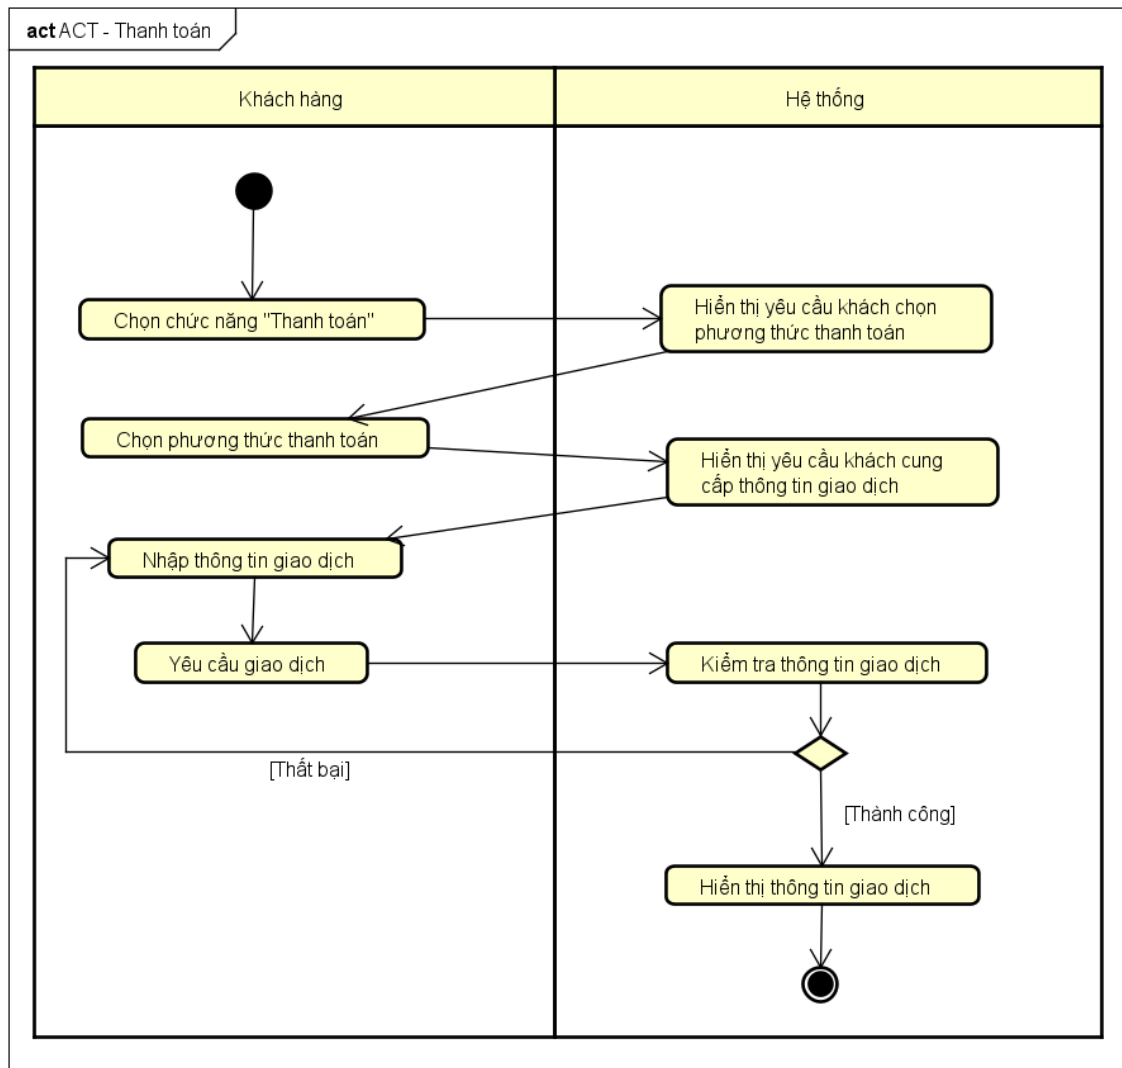 act ACT - Thanh toán
Khách hàng
Hệ thống
Chọn chức năng "Thanh toán"
Hiển thị yêu cầu khách chọn
phương thức thanh toán
Chọn phương thức thanh toán
Hiển thị yêu cầu khách cung
cấp thông tin giao dịch
Nhập thông tin giao dịch
Yêu cầu giao dịch
Kiểm tra thông tin giao dịch
[Thất bại]
[Thành công]
Hiển thị thông tin giao dịch